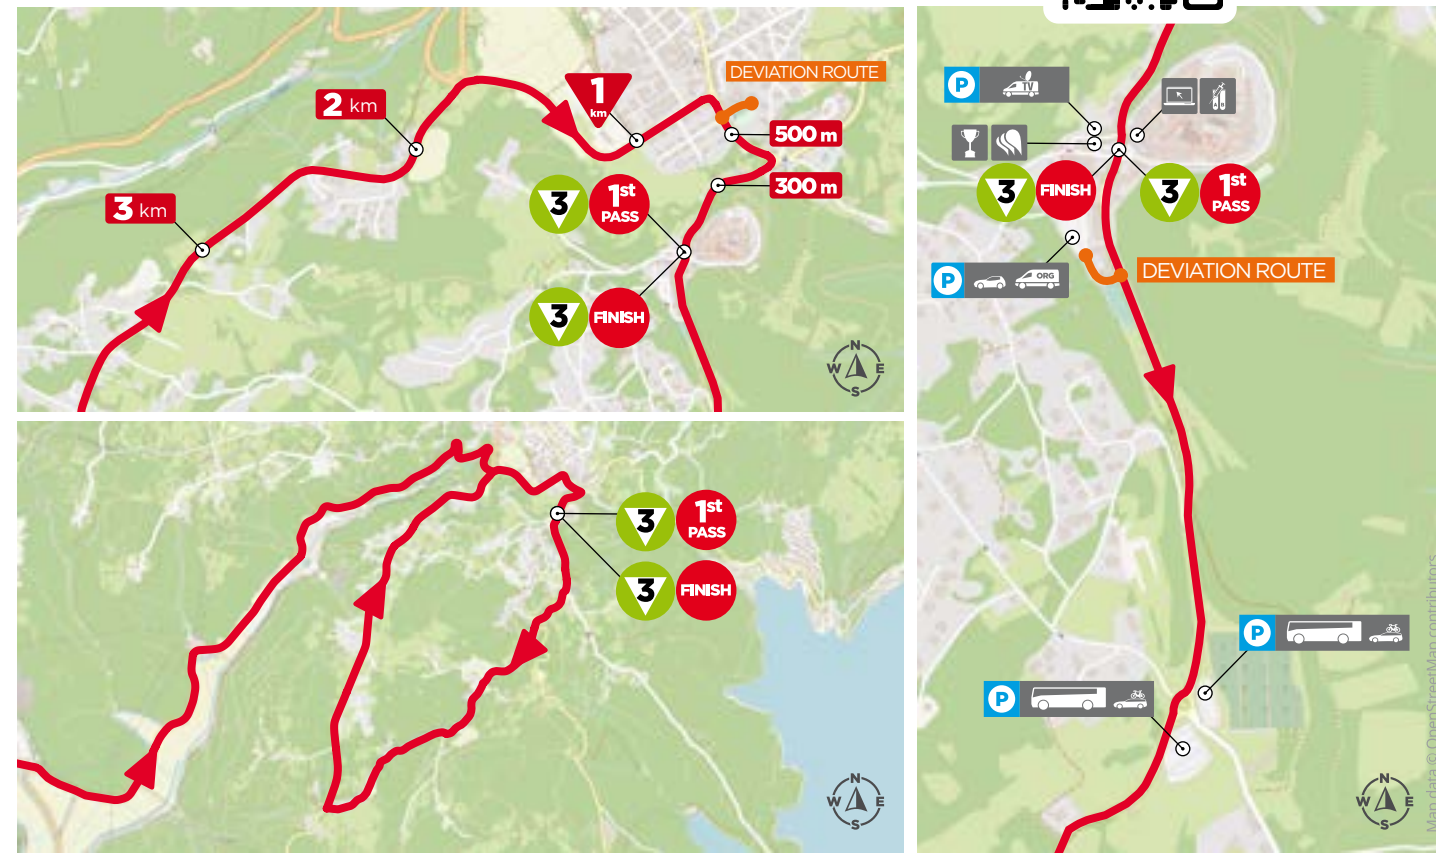 DEVIATION ROUTE
1
km
2 km
500 m
300 m
3 km
3
1st
PASS
3
FINISH
N
W
E
S
3
1st
PASS
3
FINISH
N
W
E
S
P
TV
3
FINISH
3
1st
PASS
P
ORG
DEVIATION ROUTE
P
P
N
W
E
S
Map data © OpenStreetMap contributors